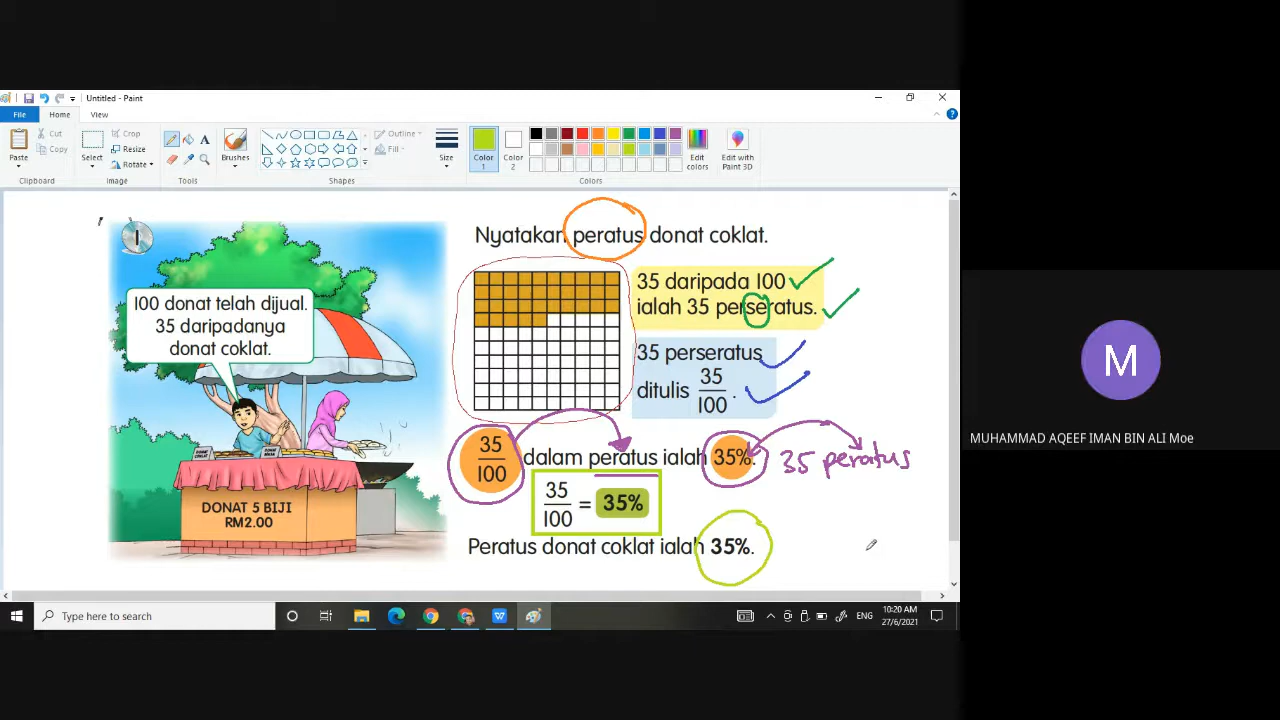 Untitled - Paint
File Home View
Paste
Cut
Copy
Clipboard
Select
Crop
Resize
Rotate
Image
Tools
Brushes
Shapes
Outline
Fill
Size
Color 1
Color 2
Edit colors
Edit with Paint 3D
Colors
100 donat telah dijual.
35 daripadanya
donat coklat.
DONAT 5 BIJI
RM2.00
Nyatakan peratus donat coklat.
35 daripada 100
ialah 35 perseratus.
35 perseratus
ditulis 35/100 .
35/100 dalam peratus ialah 35%. 35 peratus
35/100 = 35%
Peratus donat coklat ialah 35%.
MUHAMMAD AQEEF IMAN BIN ALI Moe
M
Type here to search
ENG
10:20 AM
27/6/2021